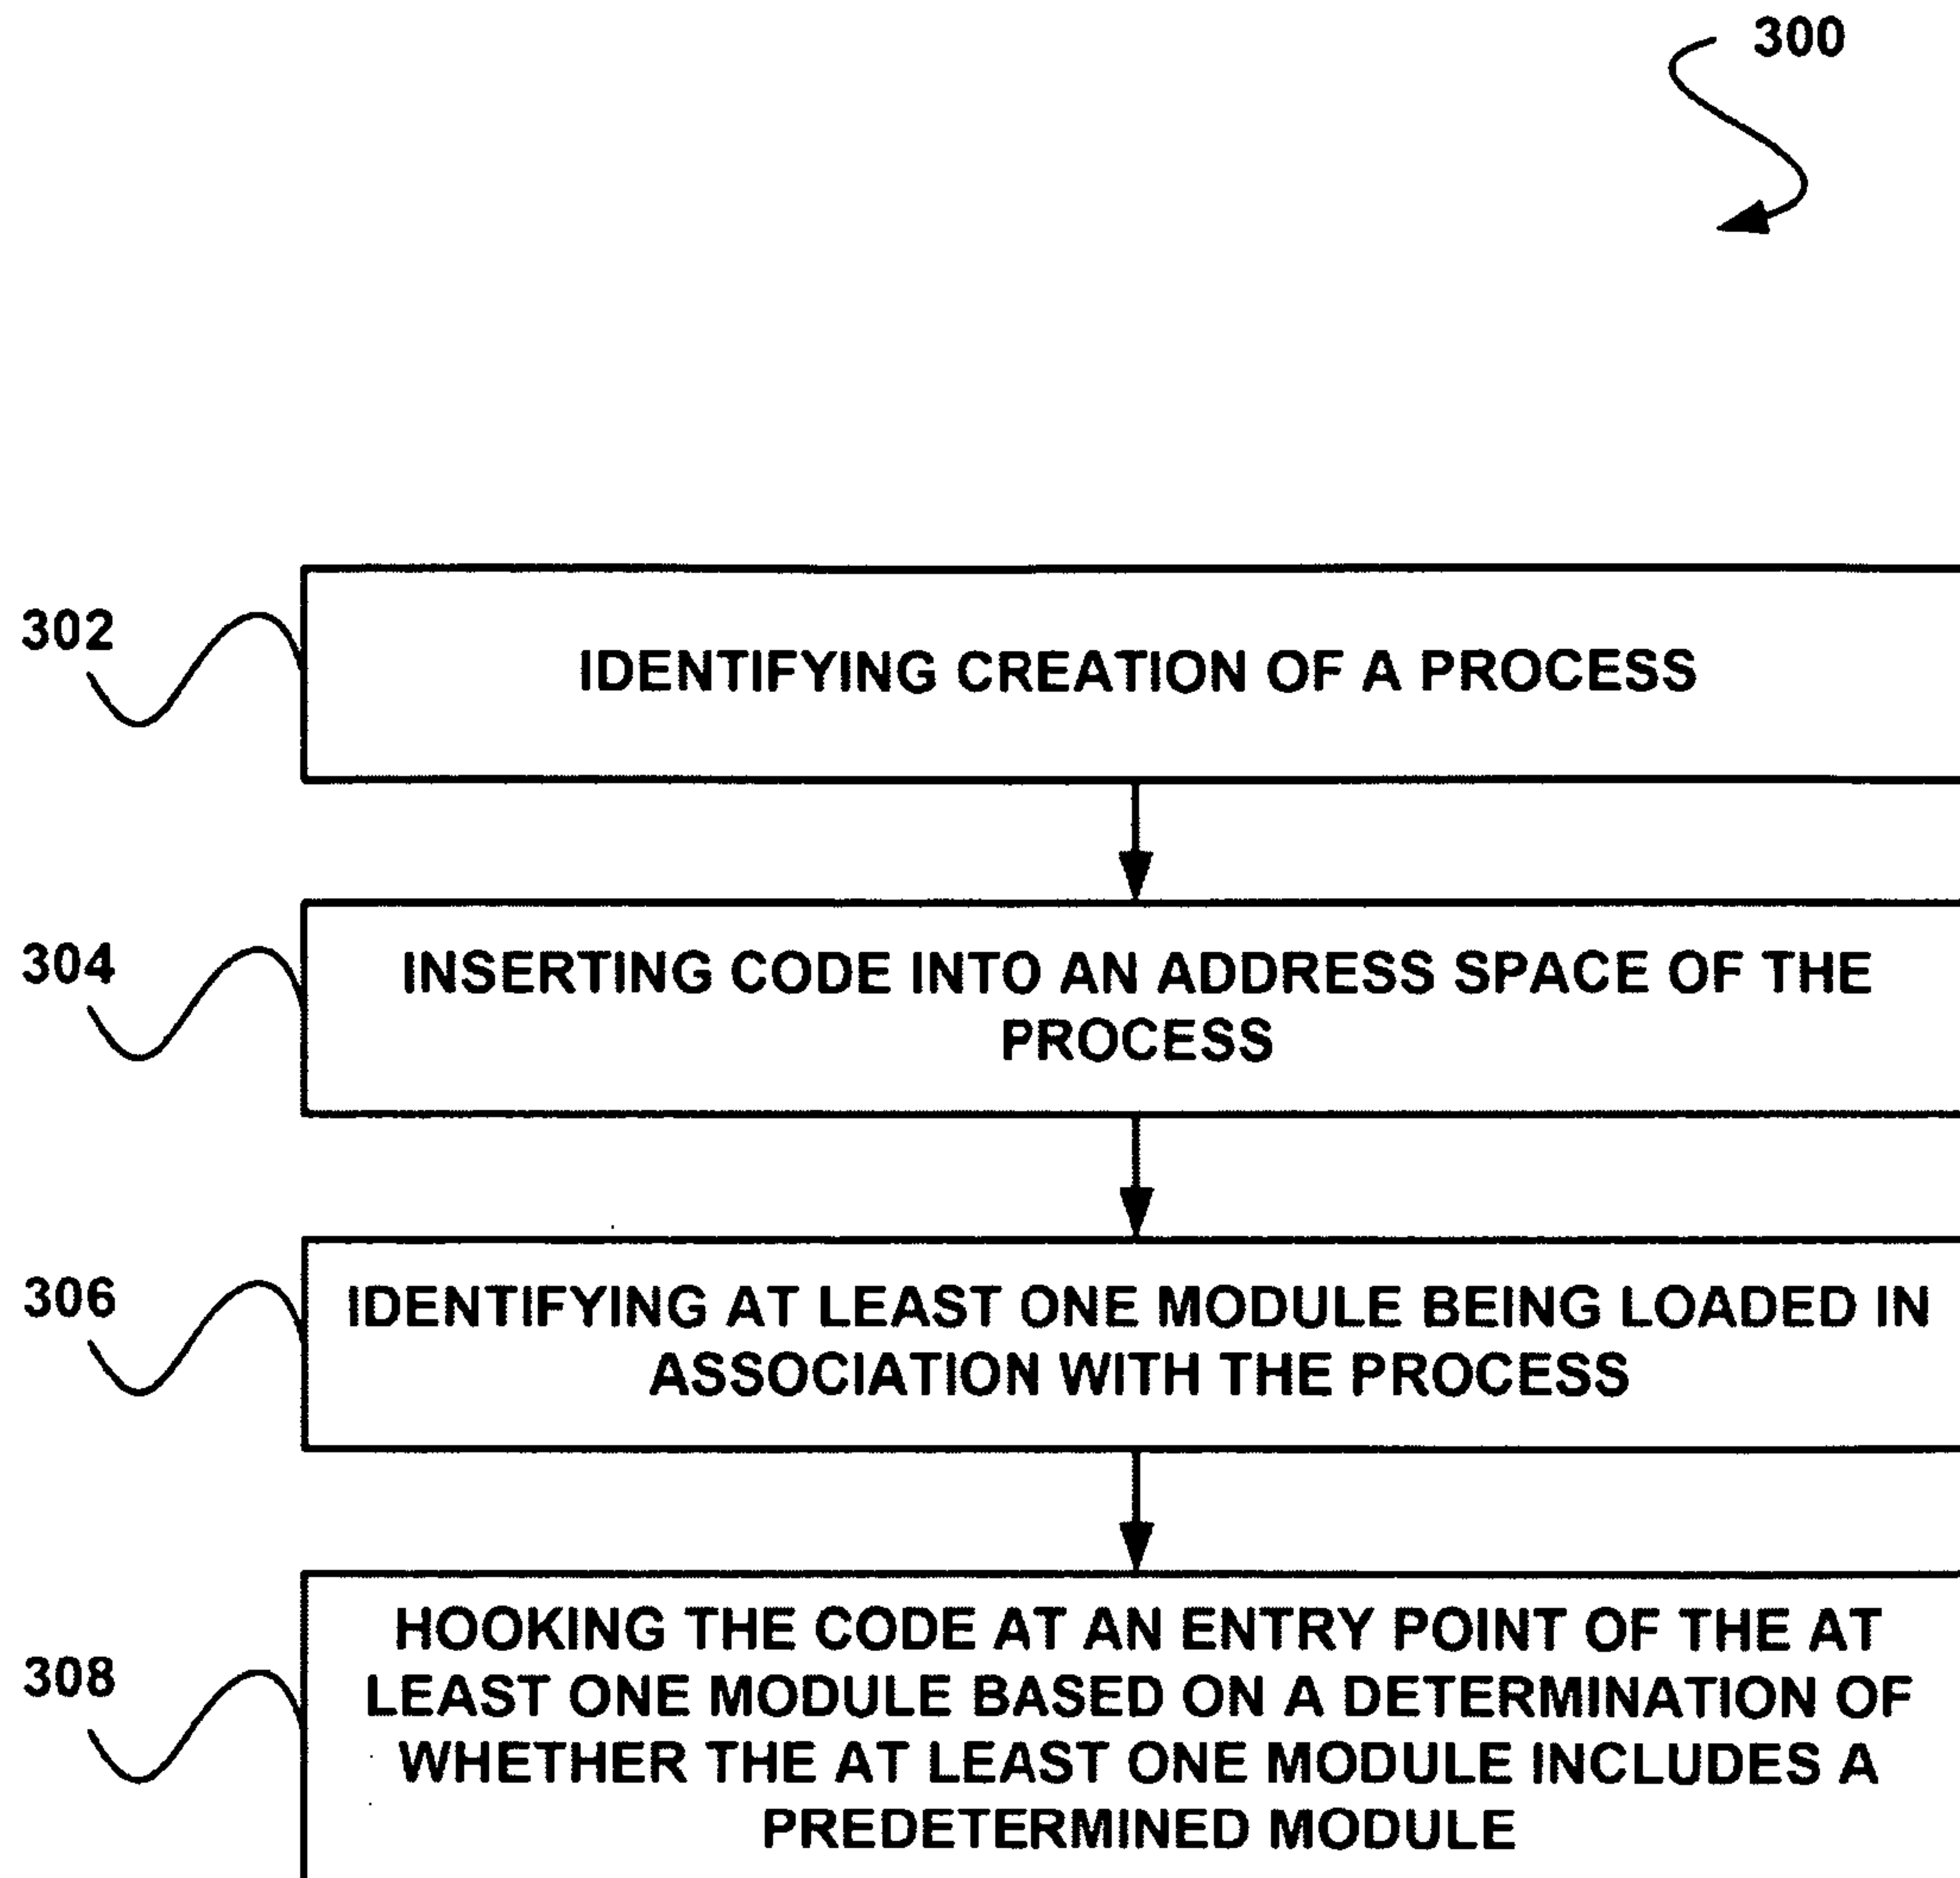 300
302
IDENTIFYING CREATION OF A PROCESS
304
INSERTING CODE INTO AN ADDRESS SPACE OF THE
PROCESS
306
IDENTIFYING AT LEAST ONE MODULE BEING LOADED IN
ASSOCIATION WITH THE PROCESS
308
HOOKING THE CODE AT AN ENTRY POINT OF THE AT
LEAST ONE MODULE BASED ON A DETERMINATION OF
WHETHER THE AT LEAST ONE MODULE INCLUDES A
PREDETERMINED MODULE